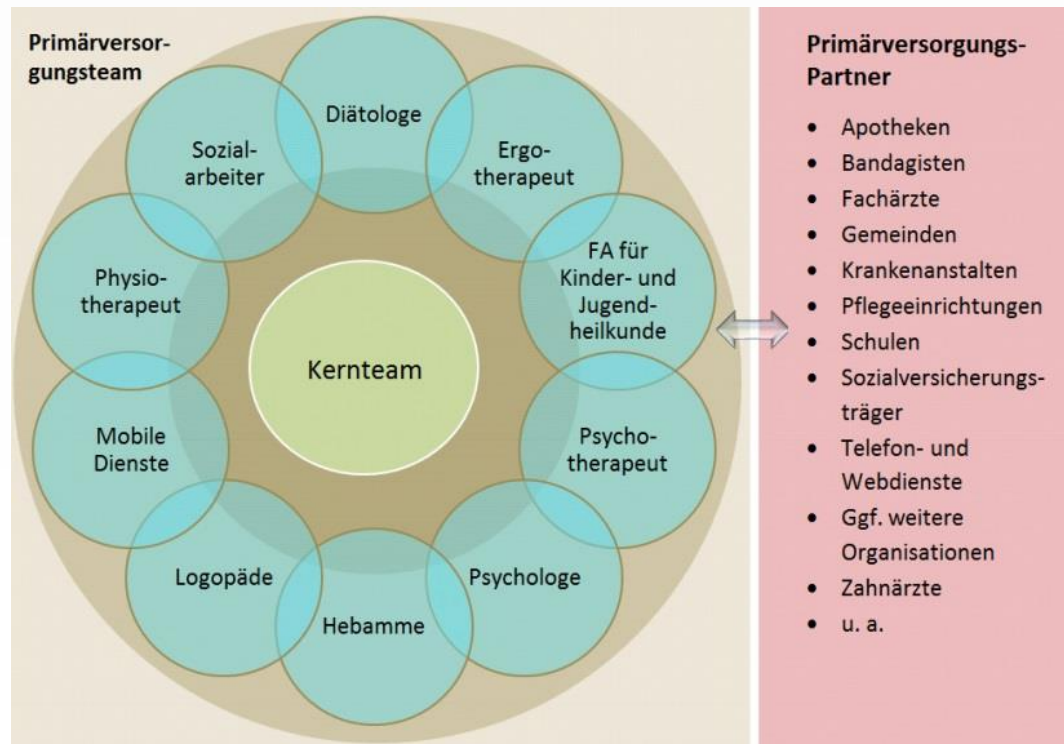 Primärversor-
gungsteam
Diätologe
Ergo-
therapeut
FA für
Kinder- und
Jugend-
heilkunde
Psycho-
therapeut
Psychologe
Hebamme
Logopäde
Mobile
Dienste
Physio-
therapeut
Sozial-
arbeiter
Kernteam
Primärversorgungs-
Partner
• Apotheken
• Bandagisten
• Fachärzte
• Gemeinden
• Krankenanstalten
• Pflegeeinrichtungen
• Schulen
• Sozialversicherungs-
träger
• Telefon- und
Webdienste
• Ggf. weitere
Organisationen
• Zahnärzte
• u. a.